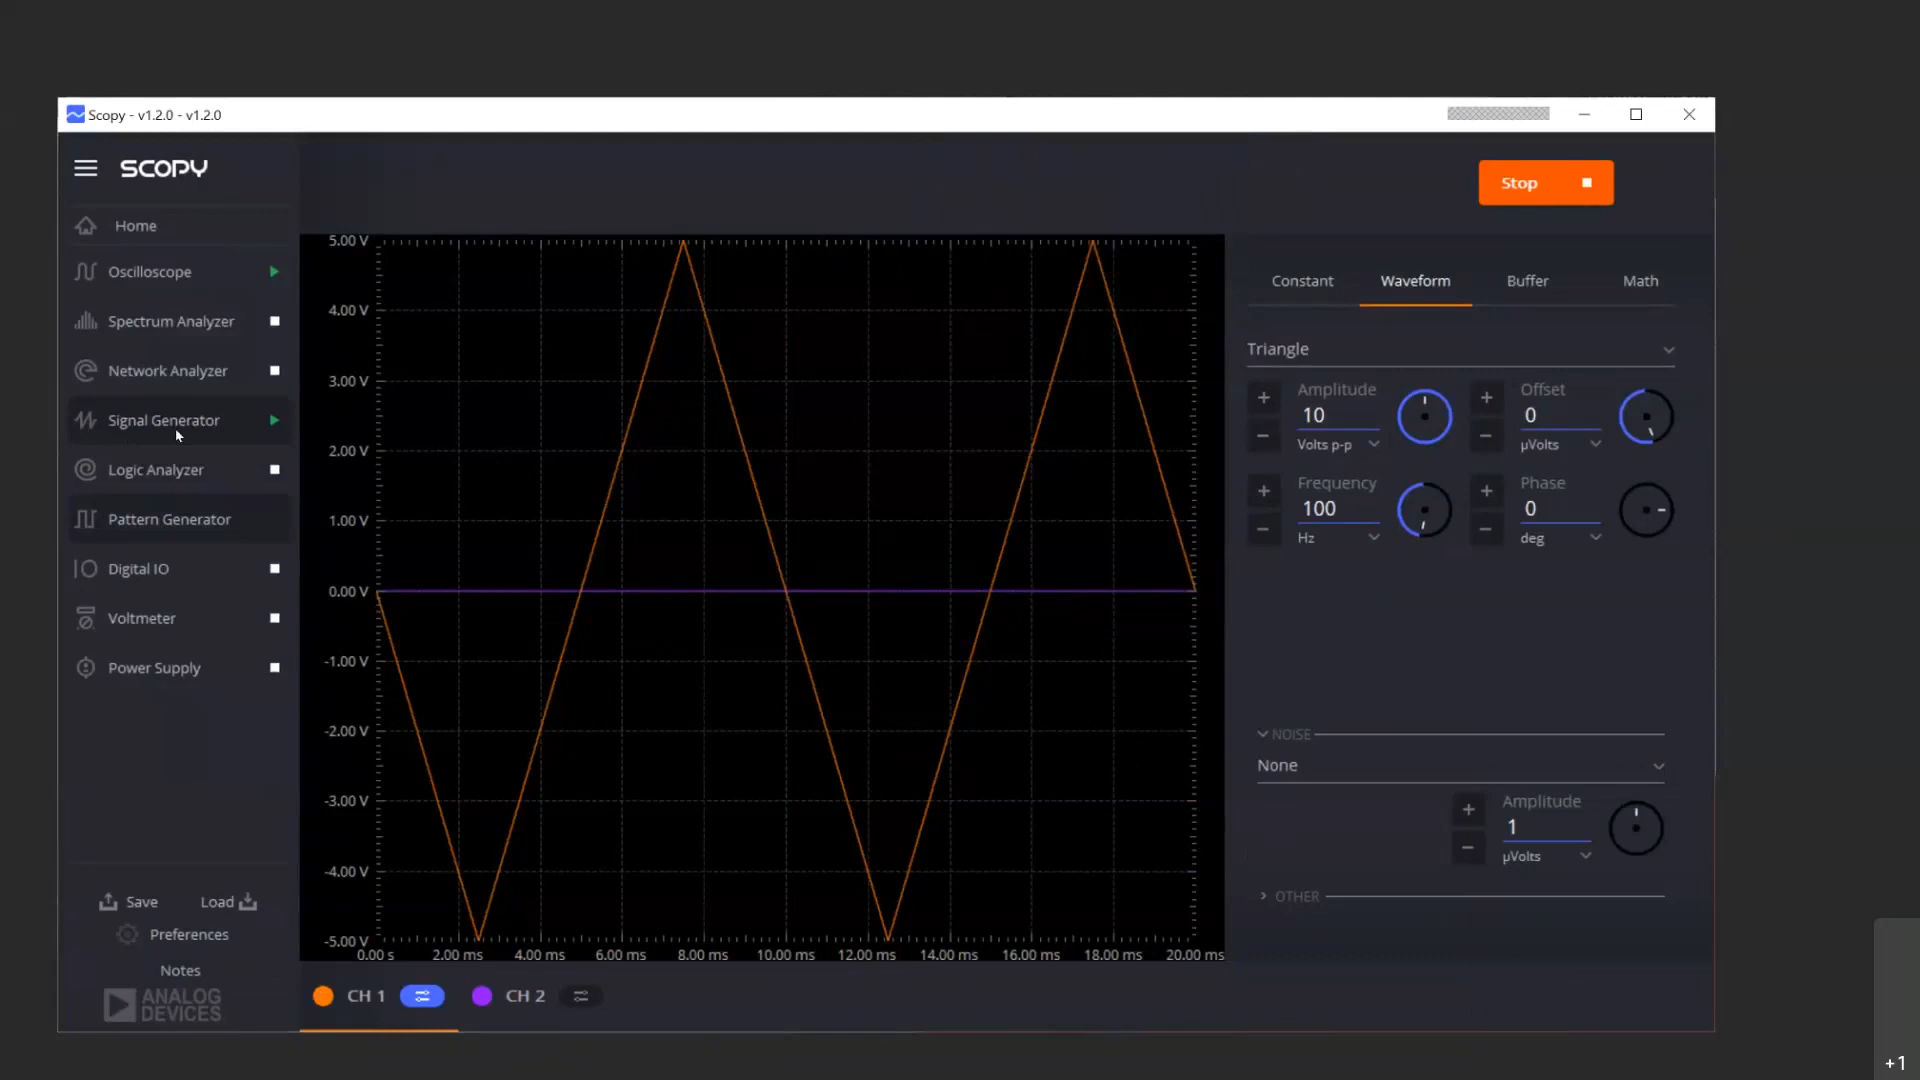 Scopy - v1.2.0 - v1.2.0
SCOPY
Home
Oscilloscope
Spectrum Analyzer
Network Analyzer
Signal Generator
Logic Analyzer
Pattern Generator
Digital IO
Voltmeter
Power Supply
Save Load
Preferences
Notes
ANALOG
DEVICES
Stop
5.00 V
4.00 V
3.00 V
2.00 V
1.00 V
0.00 V
-1.00 V
-2.00 V
-3.00 V
-4.00 V
-5.00 V
0.00 s 2.00 ms 4.00 ms 6.00 ms 8.00 ms 10.00 ms 12.00 ms 14.00 ms 16.00 ms 18.00 ms 20.00 ms
CH 1 CH 2
Constant Waveform Buffer Math
Triangle
+ Amplitude + Offset
10 0
- Volts p-p - µVolts
+ Frequency + Phase
100 0
- Hz - deg
NOISE
None
+ Amplitude
1
- µVolts
OTHER
+1